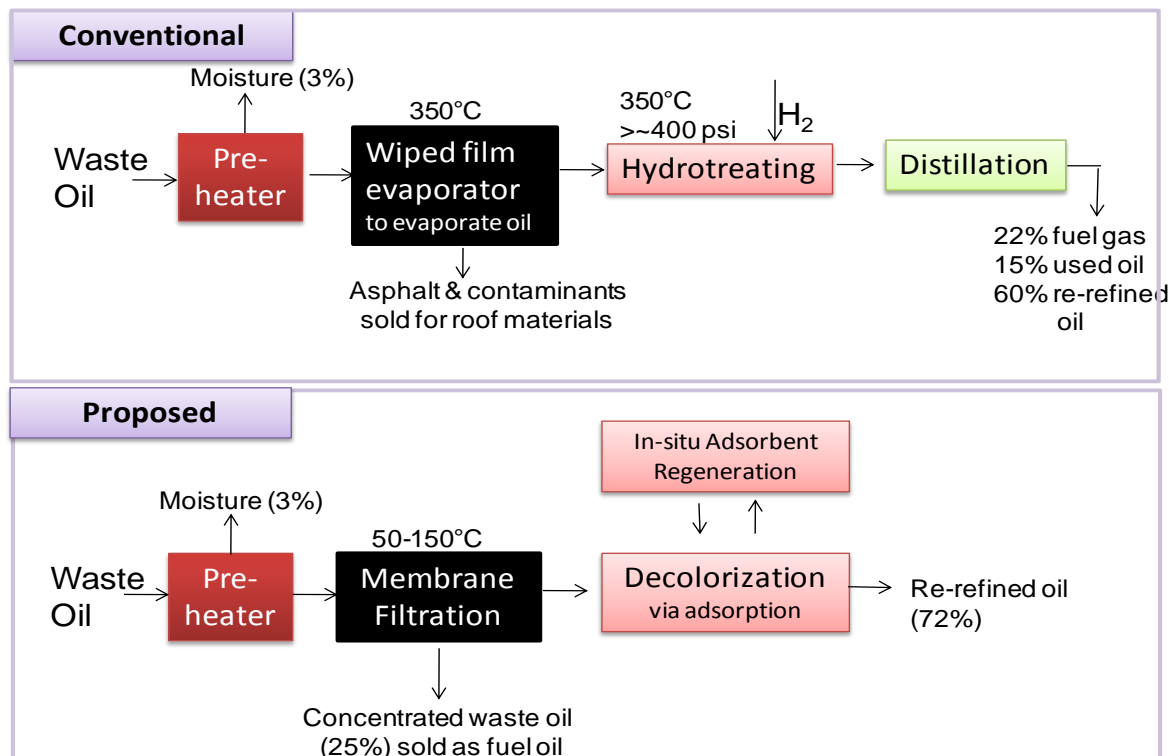 Conventional
Moisture (3%)
350°C
350°C
>~400 psi
H2
Waste
Oil
Pre-
heater
Wiped film
evaporator
to evaporate oil
Hydrotreating
Distillation
22% fuel gas
15% used oil
60% re-refined
oil
Asphalt & contaminants
sold for roof materials
Proposed
In-situ Adsorbent
Regeneration
Moisture (3%)
50-150°C
Waste
Oil
Pre-
heater
Membrane
Filtration
Decolorization
via adsorption
Re-refined oil
(72%)
Concentrated waste oil
(25%) sold as fuel oil